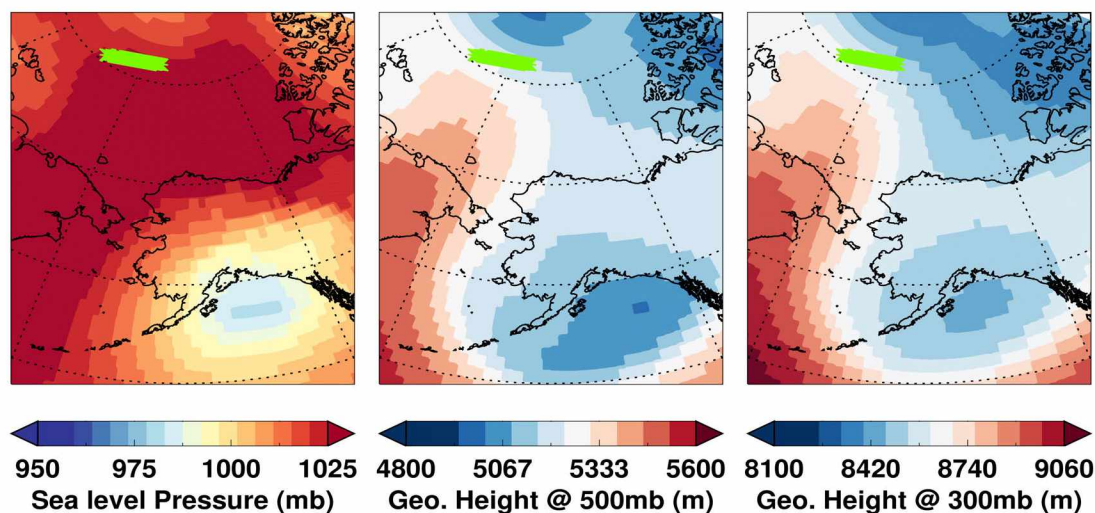 950 975 1000 1025
Sea level Pressure (mb)
4800 5067 5333 5600
Geo. Height @ 500mb (m)
8100 8420 8740 9060
Geo. Height @ 300mb (m)